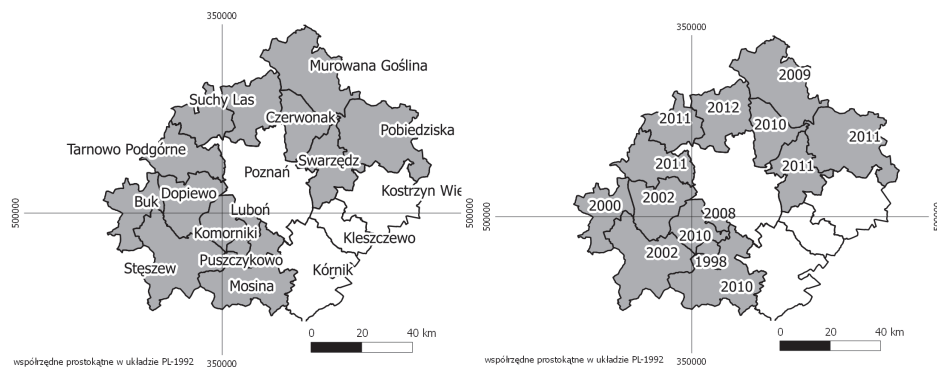 350000
Murowana Goślina
Suchy Las
Czerwonak
Pobiedziska
Tarnowo Podgórne
Swarzędz
Poznań
Kostrzyn Wie
Buk
Dopiewo
Luboń
500000
500000
Komorniki
Kleszczewo
Puszczykowo
Stęszew
Kórnik
Mosina
0 20 40 km
współrzędne prostokątne w układzie PL-1992
350000
350000
2009
2012
2011
2010
2011
2011
2011
2002
2000
2008
500000
2010
2002
1998
2010
0 20 40 km
współrzędne prostokątne w układzie PL-1992
350000